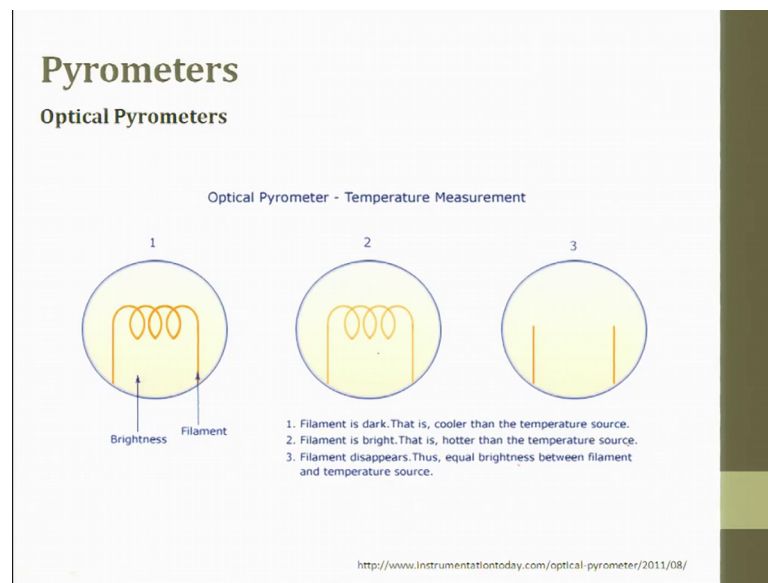 Pyrometers
Optical Pyrometers
Optical Pyrometer - Temperature Measurement
1
2
3
Brightness
Filament
1. Filament is dark.That is, cooler than the temperature source.
2. Filament is bright.That is, hotter than the temperature source.
3. Filament disappears.Thus, equal brightness between filament
and temperature source.
http://www.instrumentationtoday.com/optical-pyrometer/2011/08/